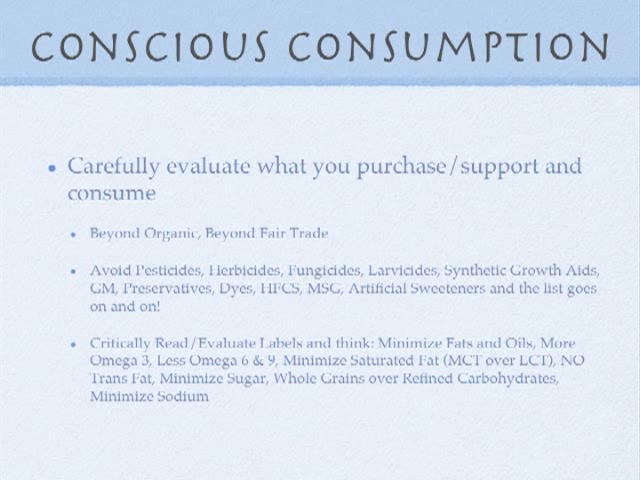 CONSCIOUS CONSUMPTION
• Carefully evaluate what you purchase/support and
consume
• Beyond Organic, Beyond Fair Trade
• Avoid Pesticides, Herbicides, Fungicides, Larvicides, Synthetic Growth Aids,
GM, Preservatives, Dyes, HFCS, MSG, Artificial Sweeteners and the list goes
on and on!
• Critically Read/Evaluate Labels and think: Minimize Fats and Oils, More
Omega 3, Less Omega 6 & 9, Minimize Saturated Fat (MCT over LCT), NO
Trans Fat, Minimize Sugar, Whole Grains over Refined Carbohydrates,
Minimize Sodium